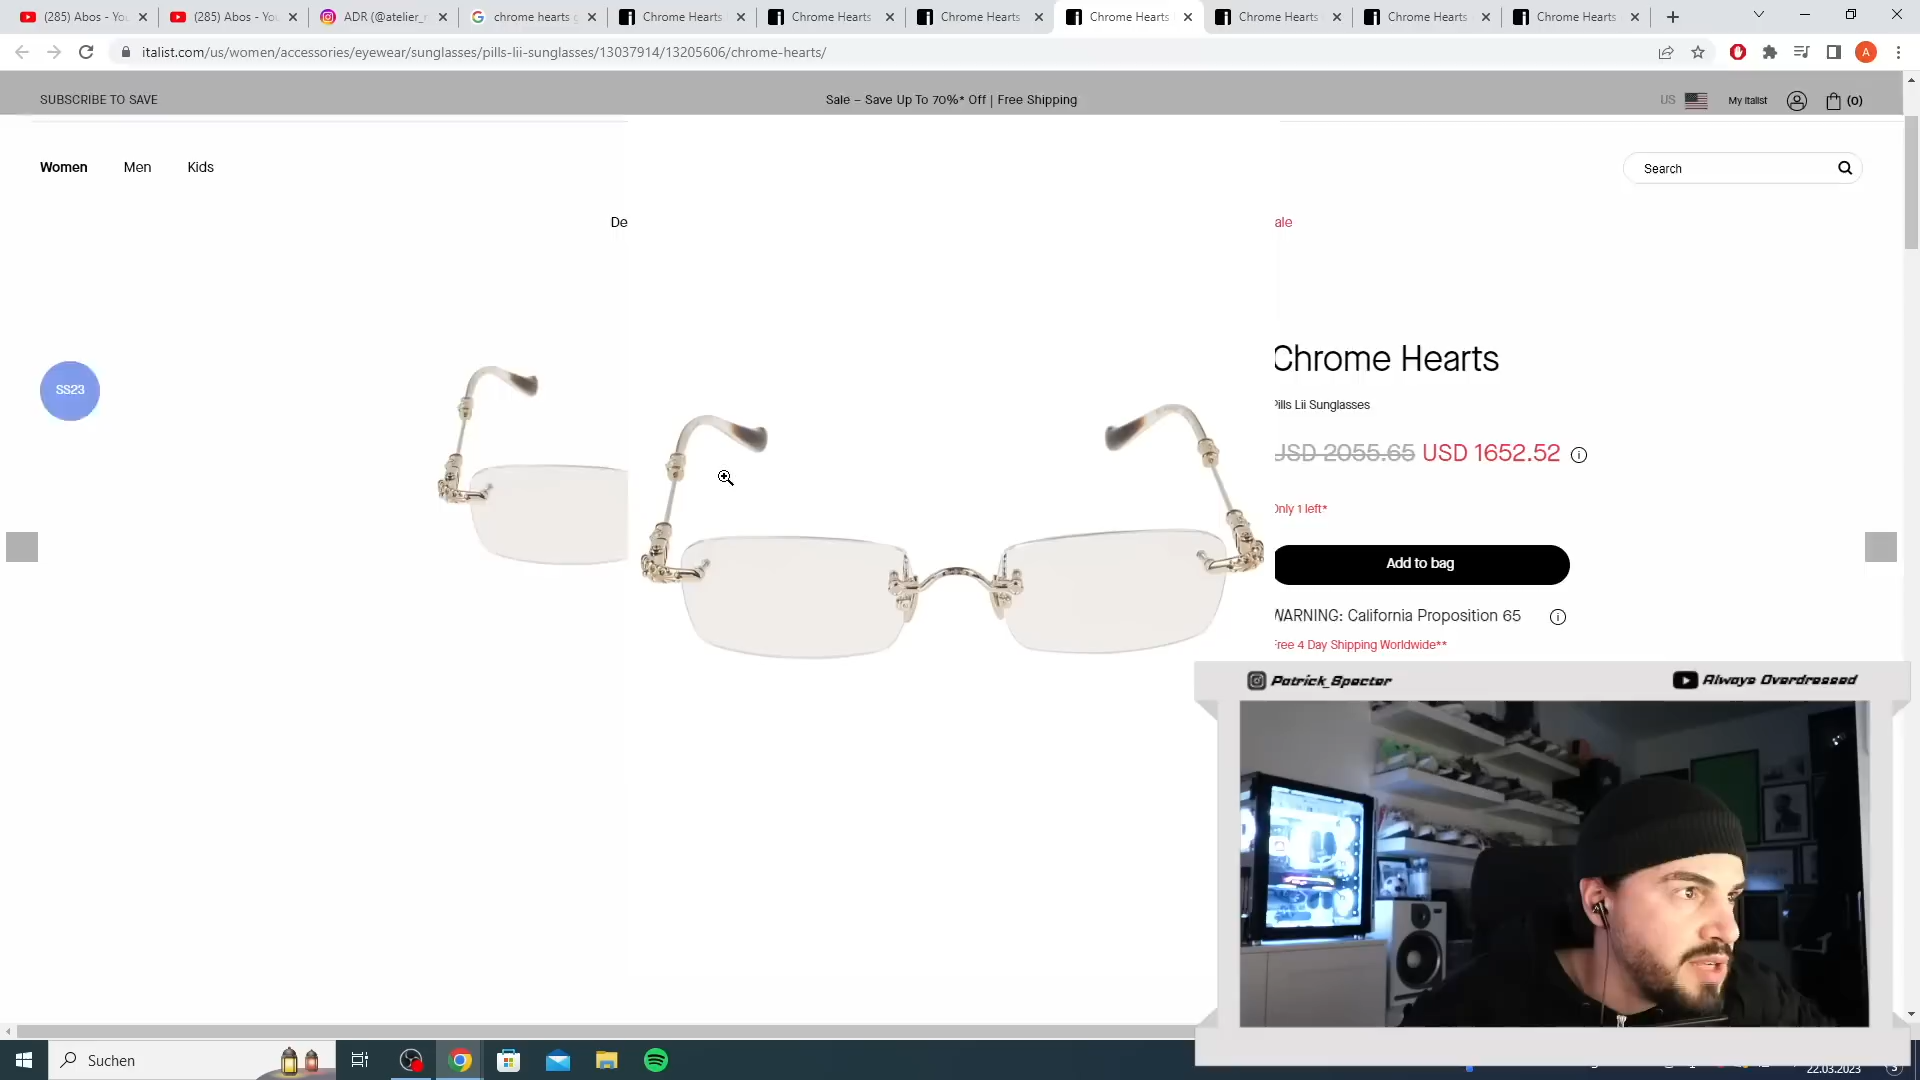 (285) Abos - You
(285) Abos - You
ADR (@atelier_r
chrome hearts g
Chrome Hearts
Chrome Hearts
Chrome Hearts
Chrome Hearts
Chrome Hearts
Chrome Hearts
Chrome Hearts
italist.com/us/women/accessories/eyewear/sunglasses/pills-lii-sunglasses/13037914/13205606/chrome-hearts/
A
SUBSCRIBE TO SAVE
Sale – Save Up To 70%* Off | Free Shipping
US
My Italist
(0)
Women
Men
Kids
Search
De
ale
SS23
Chrome Hearts
Pills Lii Sunglasses
USD 2055.65 USD 1652.52
Only 1 left*
Add to bag
WARNING: California Proposition 65
Free 4 Day Shipping Worldwide**
Patrick_Specter
Always Overdressed
Suchen
22.03.2023
3